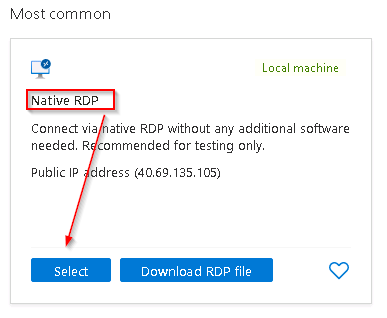 Most common
Local machine
Native RDP
Connect via native RDP without any additional software
needed. Recommended for testing only.
Public IP address (40.69.135.105)
Select
Download RDP file